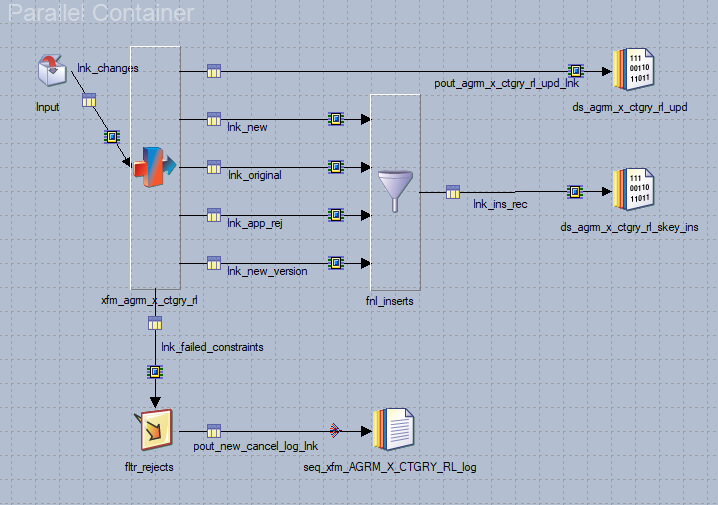 Parallel Container
lnk_changes
Input
pout_agrm_x_ctgry_rl_upd_lnk
111
00110
11011
ds_agrm_x_ctgry_rl_upd
lnk_new
lnk_original
lnk_app_rej
lnk_new_version
lnk_ins_rec
111
00110
11011
ds_agrm_x_ctgry_rl_skey_ins
xfm_agrm_x_ctgry_rl
fnl_inserts
lnk_failed_constraints
pout_new_cancel_log_lnk
fltr_rejects
seq_xfm_AGRM_X_CTGRY_RL_log